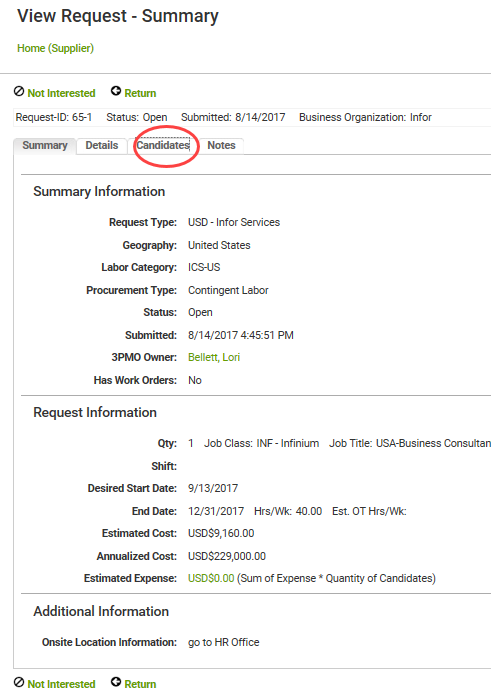 View Request - Summary
Home (Supplier)
Not Interested Return
Request-ID: 65-1 Status: Open Submitted: 8/14/2017 Business Organization: Infor
Summary Details Candidates Notes
Summary Information
Request Type: USD - Infor Services
Geography: United States
Labor Category: ICS-US
Procurement Type: Contingent Labor
Status: Open
Submitted: 8/14/2017 4:45:51 PM
3PMO Owner: Bellett, Lori
Has Work Orders: No
Request Information
Qty: 1 Job Class: INF - Infinium Job Title: USA-Business Consultan
Shift:
Desired Start Date: 9/13/2017
End Date: 12/31/2017 Hrs/Wk: 40.00 Est. OT Hrs/Wk:
Estimated Cost: USD$9,160.00
Annualized Cost: USD$229,000.00
Estimated Expense: USD$0.00 (Sum of Expense * Quantity of Candidates)
Additional Information
Onsite Location Information: go to HR Office
Not Interested Return